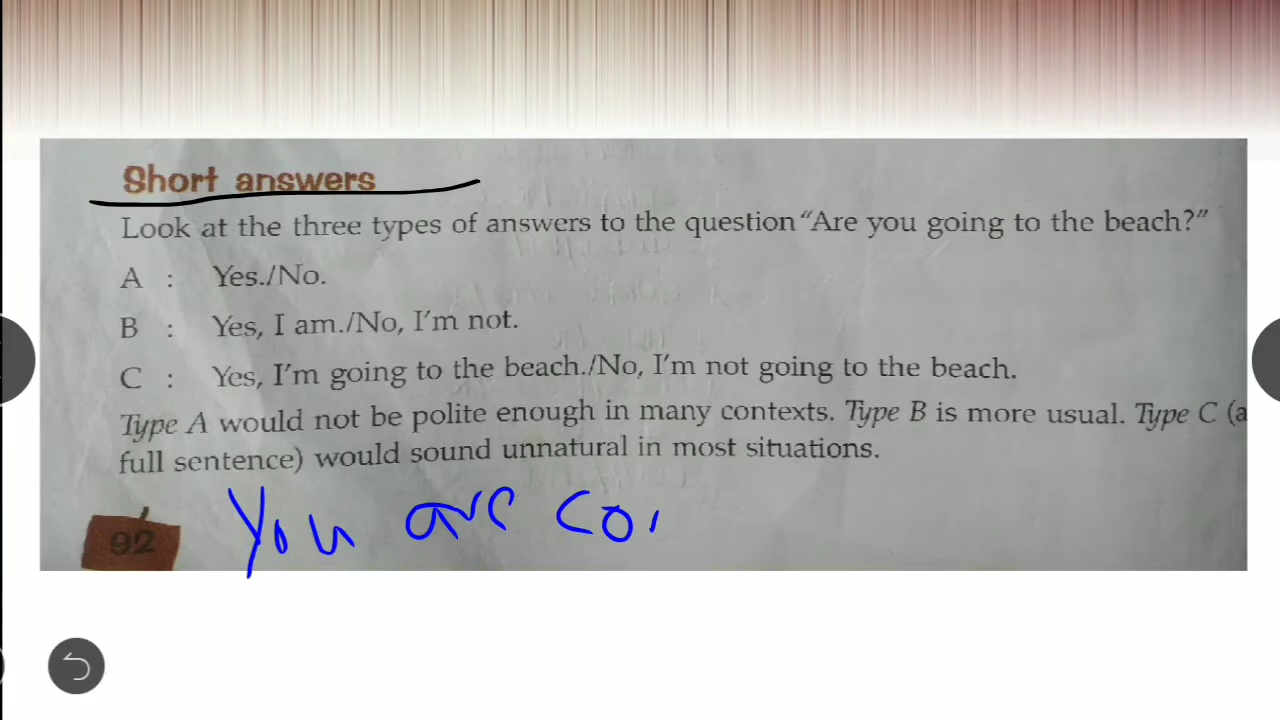 Short answers
Look at the three types of answers to the question “Are you going to the beach?”
A : Yes./No.
B : Yes, I am./No, I’m not.
C : Yes, I’m going to the beach./No, I’m not going to the beach.
Type A would not be polite enough in many contexts. Type B is more usual. Type C (a
full sentence) would sound unnatural in most situations.
92
You are